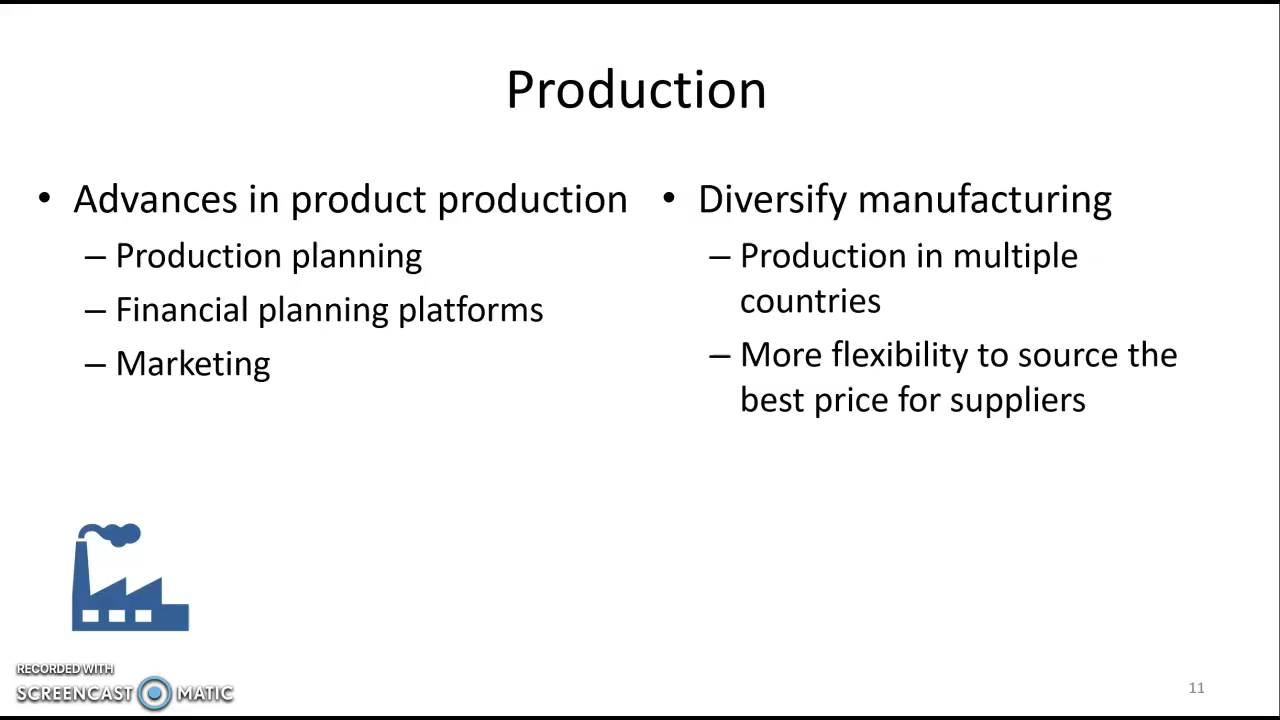 Production
• Advances in product production
– Production planning
– Financial planning platforms
– Marketing
• Diversify manufacturing
– Production in multiple
countries
– More flexibility to source the
best price for suppliers
RECORDED WITH
SCREENCAST MATIC
11